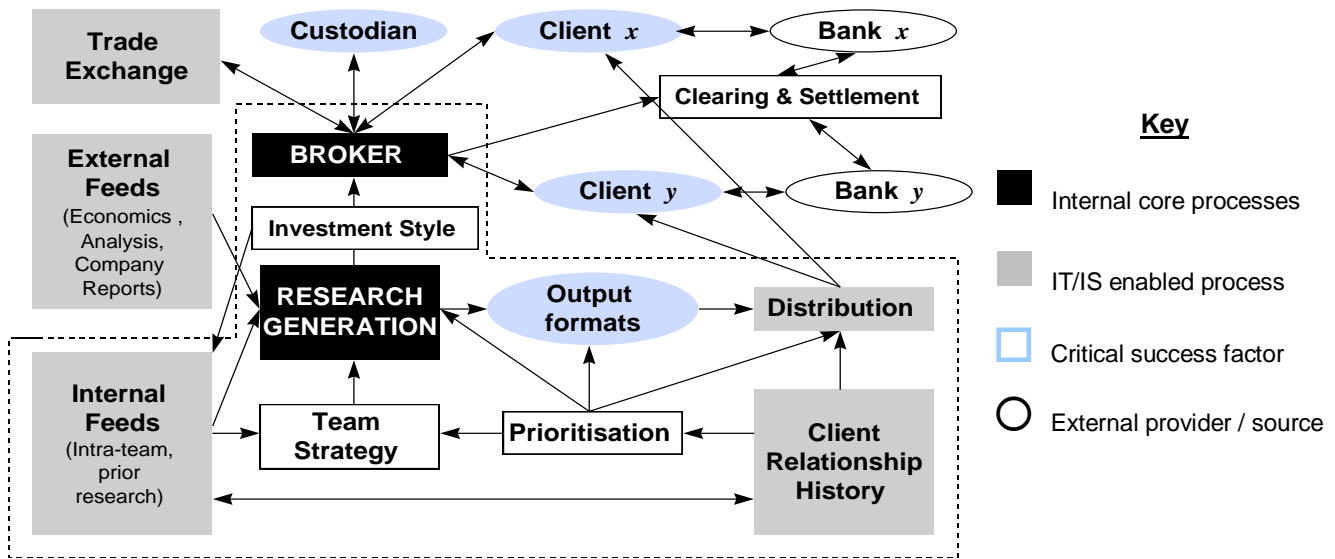 Trade
Exchange
Custodian
Client x
Bank x
Clearing & Settlement
External
Feeds
(Economics ,
Analysis,
Company
Reports)
BROKER
Client y
Bank y
Investment Style
RESEARCH
GENERATION
Output
formats
Distribution
Internal
Feeds
(Intra-team,
prior
research)
Team
Strategy
Prioritisation
Client
Relationship
History
Key
Internal core processes
IT/IS enabled process
Critical success factor
External provider / source